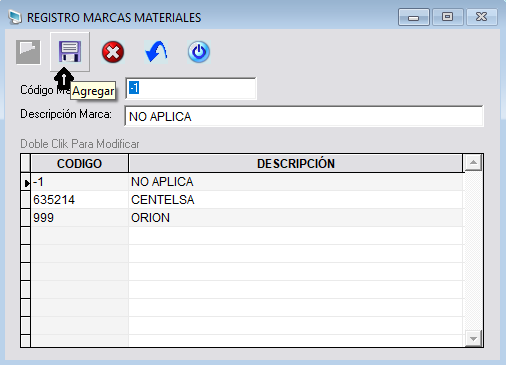 REGISTRO MARCAS MATERIALES
Agregar
Código M
-1
Descripción Marca:
NO APLICA
Doble Clik Para Modificar
CODIGO DESCRIPCIÓN
-1 NO APLICA
635214 CENTELSA
999 ORION